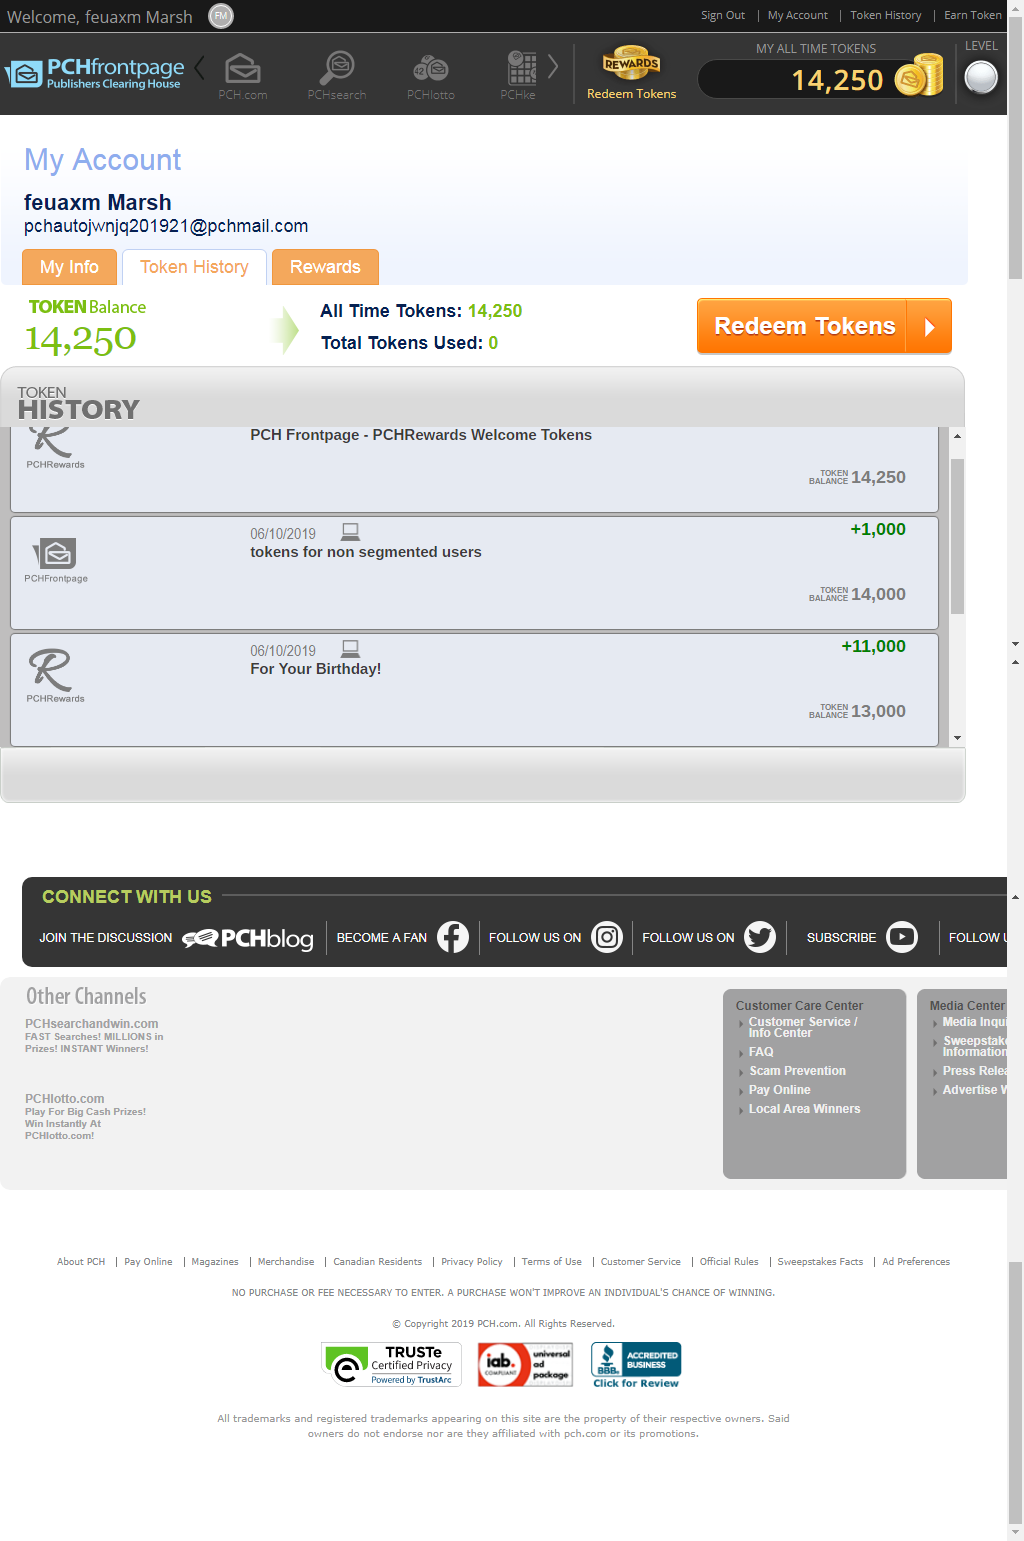 Welcome, feuaxm Marsh FM Sign Out | My Account | Token History | Earn Token
PCHfrontpage
Publishers Clearing House
PCH.com PCHsearch PCHlotto PCHke
REWARDS
Redeem Tokens
MY ALL TIME TOKENS
14,250
LEVEL
My Account
feuaxm Marsh
pchautojwnjq201921@pchmail.com
My Info Token History Rewards
TOKEN Balance
14,250
All Time Tokens: 14,250
Total Tokens Used: 0
Redeem Tokens
TOKEN
HISTORY
PCHRewards
PCH Frontpage - PCHRewards Welcome Tokens
TOKEN BALANCE 14,250
PCHFrontpage
06/10/2019
tokens for non segmented users
+1,000
TOKEN BALANCE 14,000
PCHRewards
06/10/2019
For Your Birthday!
+11,000
TOKEN BALANCE 13,000
CONNECT WITH US
JOIN THE DISCUSSION PCHblog BECOME A FAN FOLLOW US ON FOLLOW US ON SUBSCRIBE FOLLOW U
Other Channels
PCHsearchandwin.com
FAST Searches! MILLIONS in
Prizes! INSTANT Winners!
PCHlotto.com
Play For Big Cash Prizes!
Win Instantly At
PCHlotto.com!
Customer Care Center
Customer Service /
Info Center
FAQ
Scam Prevention
Pay Online
Local Area Winners
Media Center
Media Inqui
Sweepstake
Information
Press Relea
Advertise W
About PCH | Pay Online | Magazines | Merchandise | Canadian Residents | Privacy Policy | Terms of Use | Customer Service | Official Rules | Sweepstakes Facts | Ad Preferences
NO PURCHASE OR FEE NECESSARY TO ENTER. A PURCHASE WON'T IMPROVE AN INDIVIDUAL'S CHANCE OF WINNING.
© Copyright 2019 PCH.com. All Rights Reserved.
TRUSTe
Certified Privacy
Powered by TrustArc
iab.
COMPLIANT
universal
ad
package
BBB.
ACCREDITED
BUSINESS
Click for Review
All trademarks and registered trademarks appearing on this site are the property of their respective owners. Said
owners do not endorse nor are they affiliated with pch.com or its promotions.